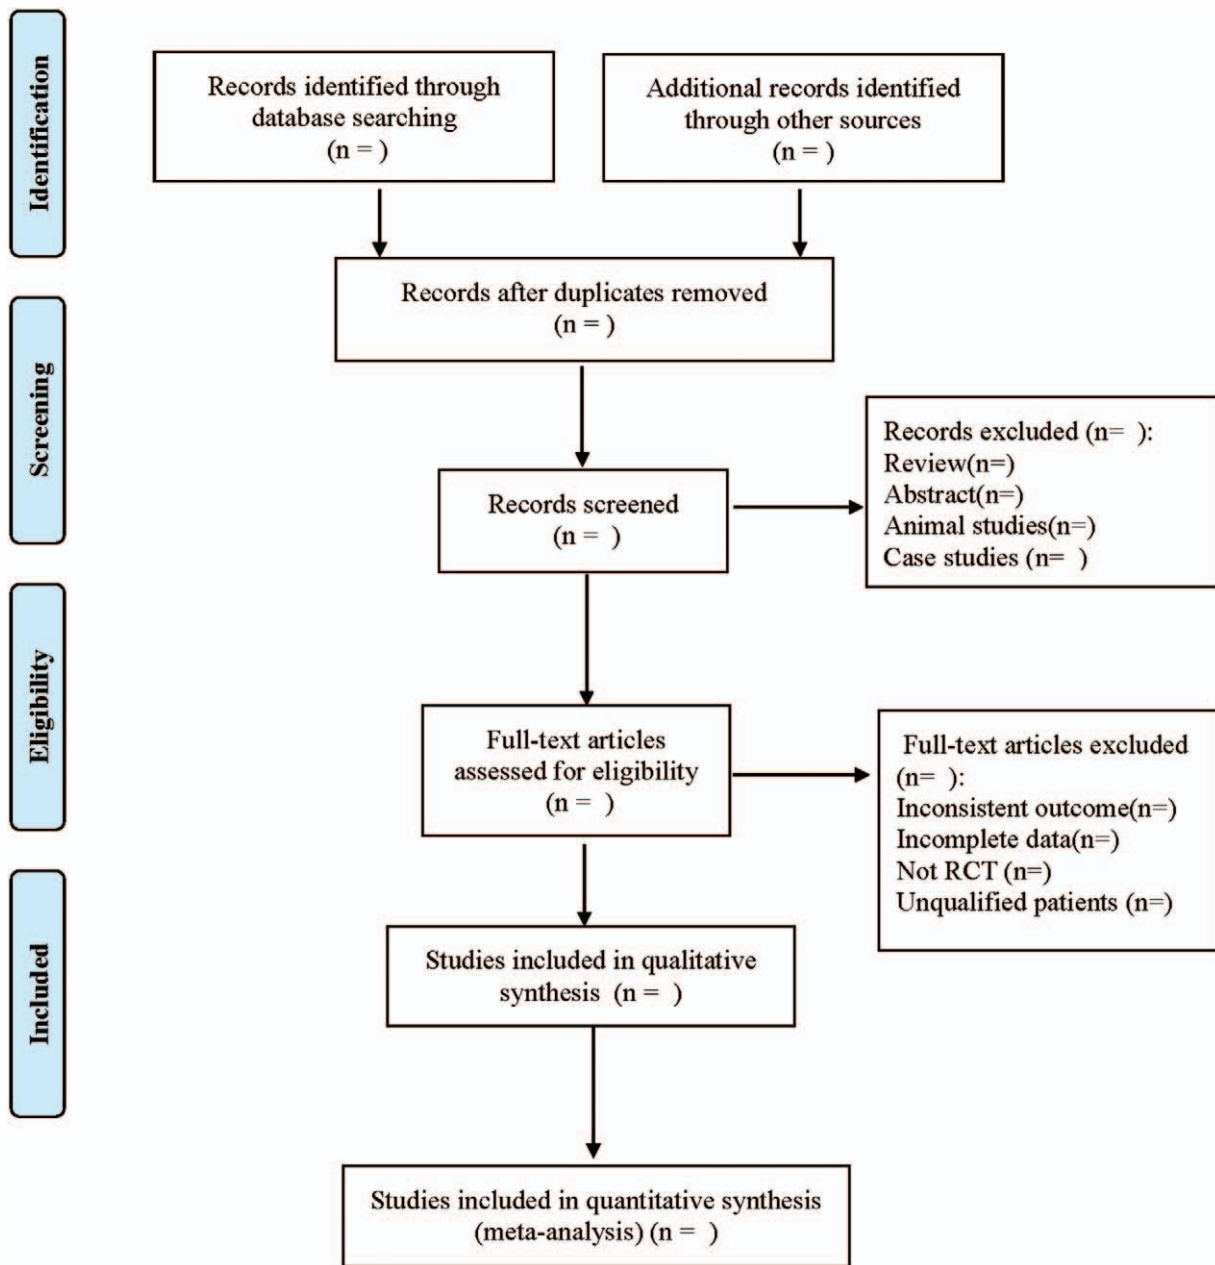 Identification
Records identified through
database searching
(n = )
Additional records identified
through other sources
(n = )
Records after duplicates removed
(n = )
Screening
Records screened
(n =  )
Records excluded (n=  ):
Review(n=)
Abstract(n=)
Animal studies(n=)
Case studies (n=  )
Eligibility
Full-text articles
assessed for eligibility
(n =  )
Full-text articles excluded
(n=  ):
Inconsistent outcome(n=)
Incomplete data(n=)
Not RCT (n=)
Unqualified patients (n=)
Included
Studies included in qualitative
synthesis  (n =  )
Studies included in quantitative synthesis
(meta-analysis) (n =  )